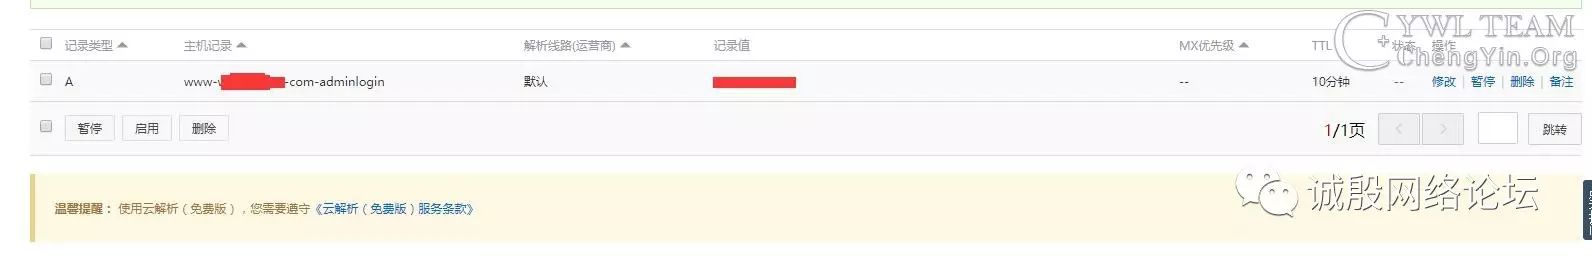 CYWL TEAM
ChengYin.Org
记录类型 主机记录 解析线路(运营商) 记录值 MX优先级 TTL 状态 操作
A www- -com-adminlogin 默认 -- 10分钟 -- 修改 | 暂停 | 删除 | 备注
暂停 启用 删除 1/1页 < > 跳转
温馨提醒： 使用云解析（免费版），您需要遵守《云解析（免费版）服务条款》
诚殷网络论坛